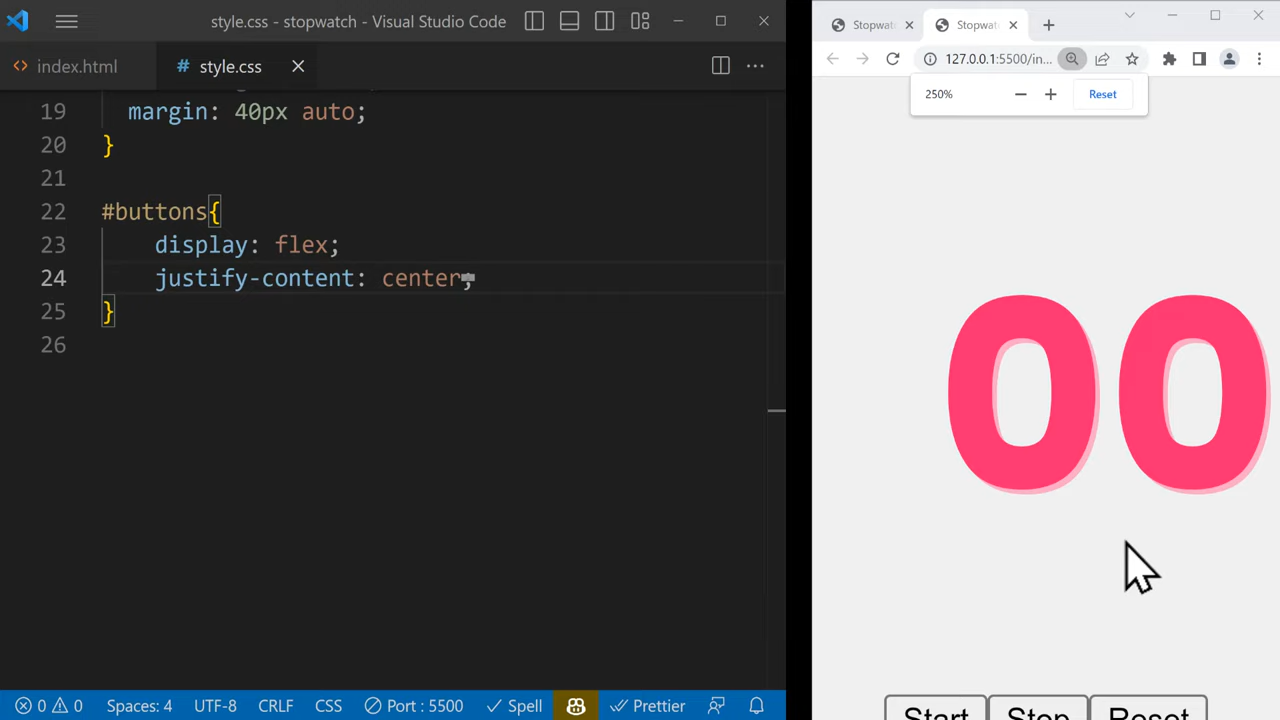 style.css - stopwatch - Visual Studio Code
index.html
# style.css
19 margin: 40px auto;
20 }
21
22 #buttons{
23 display: flex;
24 justify-content: center;
25 }
26
0 0 Spaces: 4 UTF-8 CRLF CSS Port : 5500 Spell Prettier
Stopwatc Stopwatc
127.0.0.1:5500/in...
250% Reset
00
Start Stop Reset